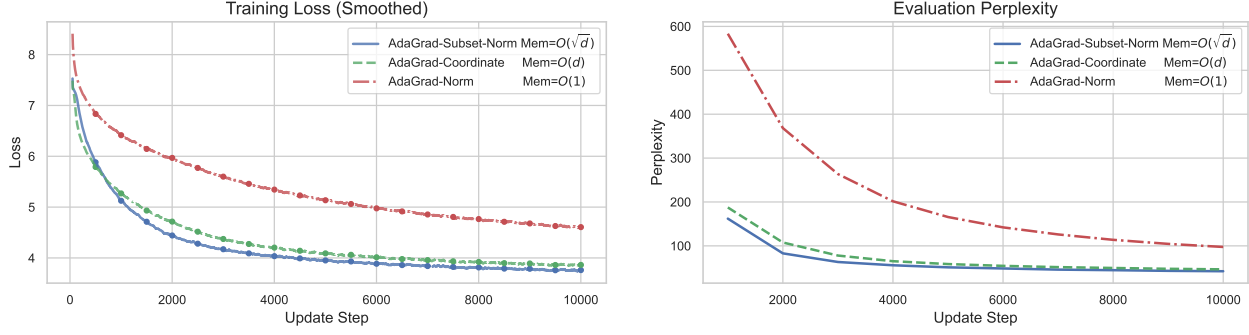 Training Loss (Smoothed)
8
7
6
5
4
Loss
AdaGrad-Subset-Norm Mem=O(√d)
AdaGrad-Coordinate Mem=O(d)
AdaGrad-Norm Mem=O(1)
0 2000 4000 6000 8000 10000
Update Step
Evaluation Perplexity
600
500
400
300
200
100
Perplexity
AdaGrad-Subset-Norm Mem=O(√d)
AdaGrad-Coordinate Mem=O(d)
AdaGrad-Norm Mem=O(1)
2000 4000 6000 8000 10000
Update Step